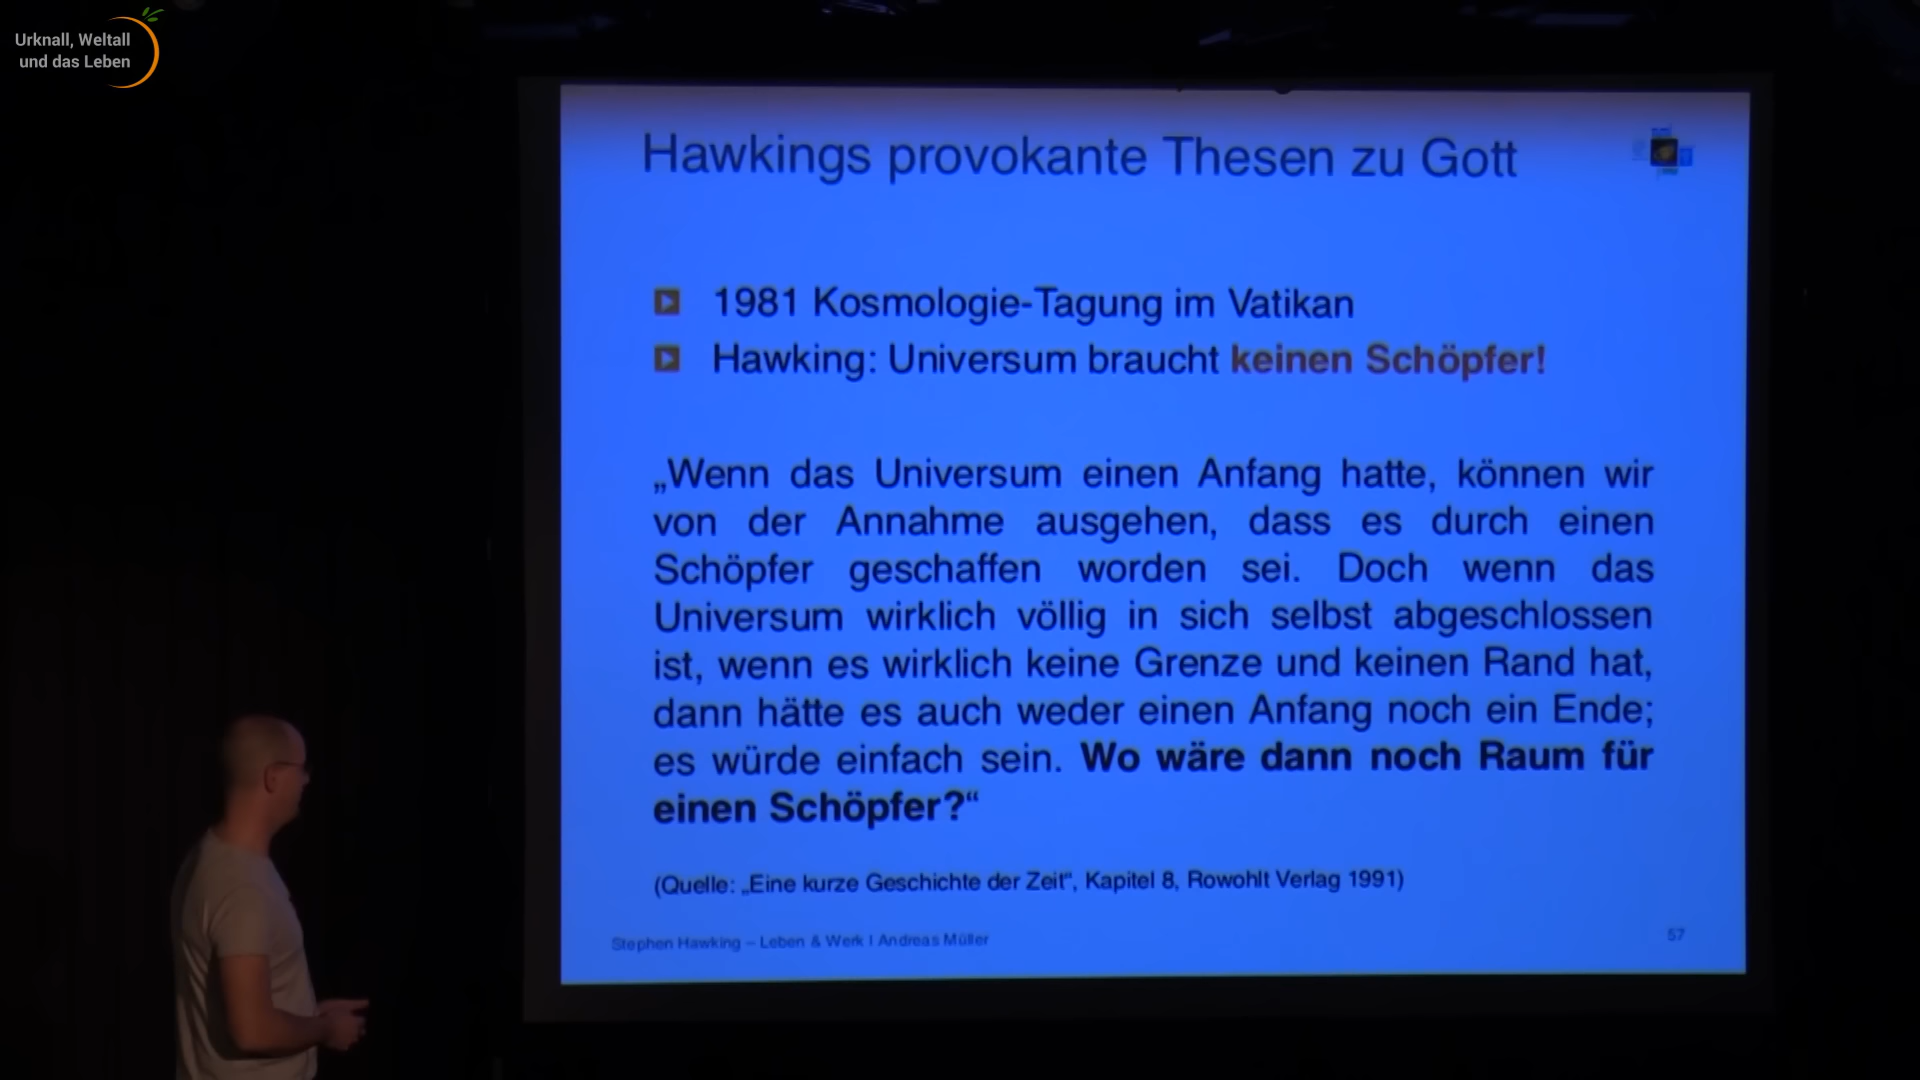 Urknall, Weltall
und das Leben
Hawkings provokante Thesen zu Gott
1981 Kosmologie-Tagung im Vatikan
Hawking: Universum braucht keinen Schöpfer!
„Wenn das Universum einen Anfang hatte, können wir
von der Annahme ausgehen, dass es durch einen
Schöpfer geschaffen worden sei. Doch wenn das
Universum wirklich völlig in sich selbst abgeschlossen
ist, wenn es wirklich keine Grenze und keinen Rand hat,
dann hätte es auch weder einen Anfang noch ein Ende;
es würde einfach sein. Wo wäre dann noch Raum für
einen Schöpfer?“
(Quelle: „Eine kurze Geschichte der Zeit“, Kapitel 8, Rowohlt Verlag 1991)
Stephen Hawking – Leben & Werk | Andreas Müller
57